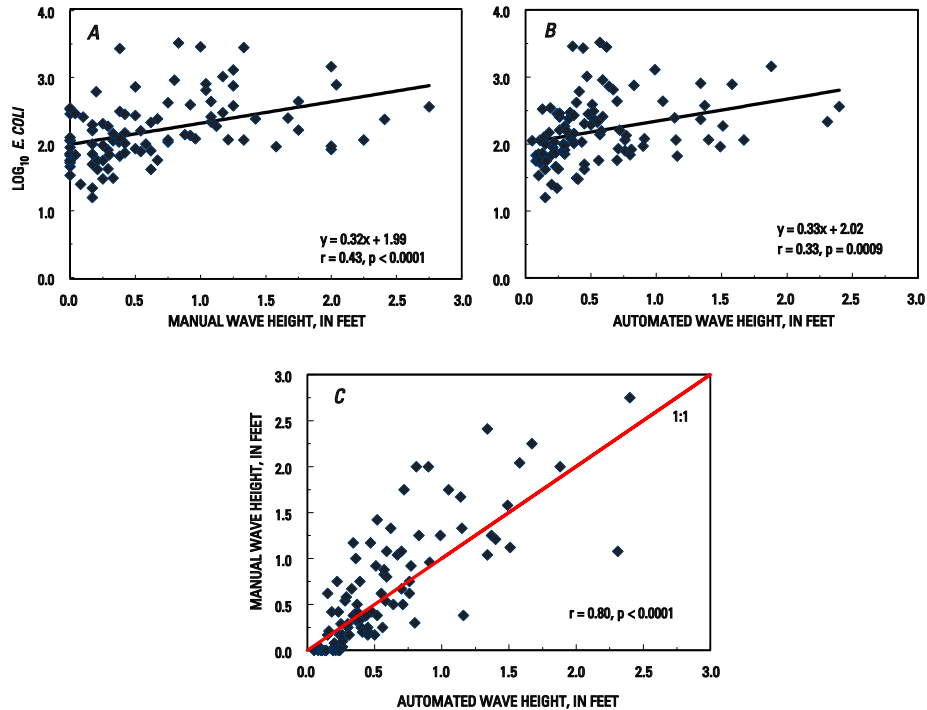 A
LOG10 E. COLI
4.0
3.0
2.0
1.0
0.0
y = 0.32x + 1.99
r = 0.43, p < 0.0001
0.0 0.5 1.0 1.5 2.0 2.5 3.0
MANUAL WAVE HEIGHT, IN FEET
B
4.0
3.0
2.0
1.0
0.0
y = 0.33x + 2.02
r = 0.33, p = 0.0009
0.0 0.5 1.0 1.5 2.0 2.5 3.0
AUTOMATED WAVE HEIGHT, IN FEET
C
MANUAL WAVE HEIGHT, IN FEET
3.0
2.5
2.0
1.5
1.0
0.5
0.0
1:1
r = 0.80, p < 0.0001
0.0 0.5 1.0 1.5 2.0 2.5 3.0
AUTOMATED WAVE HEIGHT, IN FEET